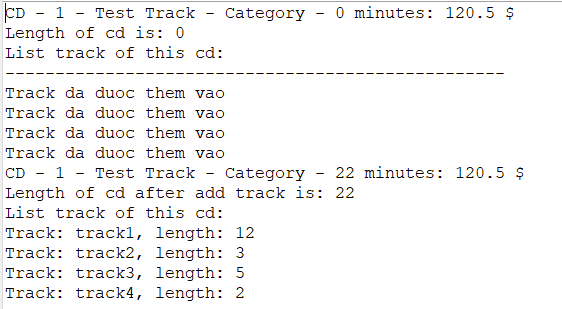 CD - 1 - Test Track - Category - 0 minutes: 120.5 $
Length of cd is: 0
List track of this cd:
--------------------------------------------------
Track da duoc them vao
Track da duoc them vao
Track da duoc them vao
Track da duoc them vao
CD - 1 - Test Track - Category - 22 minutes: 120.5 $
Length of cd after add track is: 22
List track of this cd:
Track: track1, length: 12
Track: track2, length: 3
Track: track3, length: 5
Track: track4, length: 2